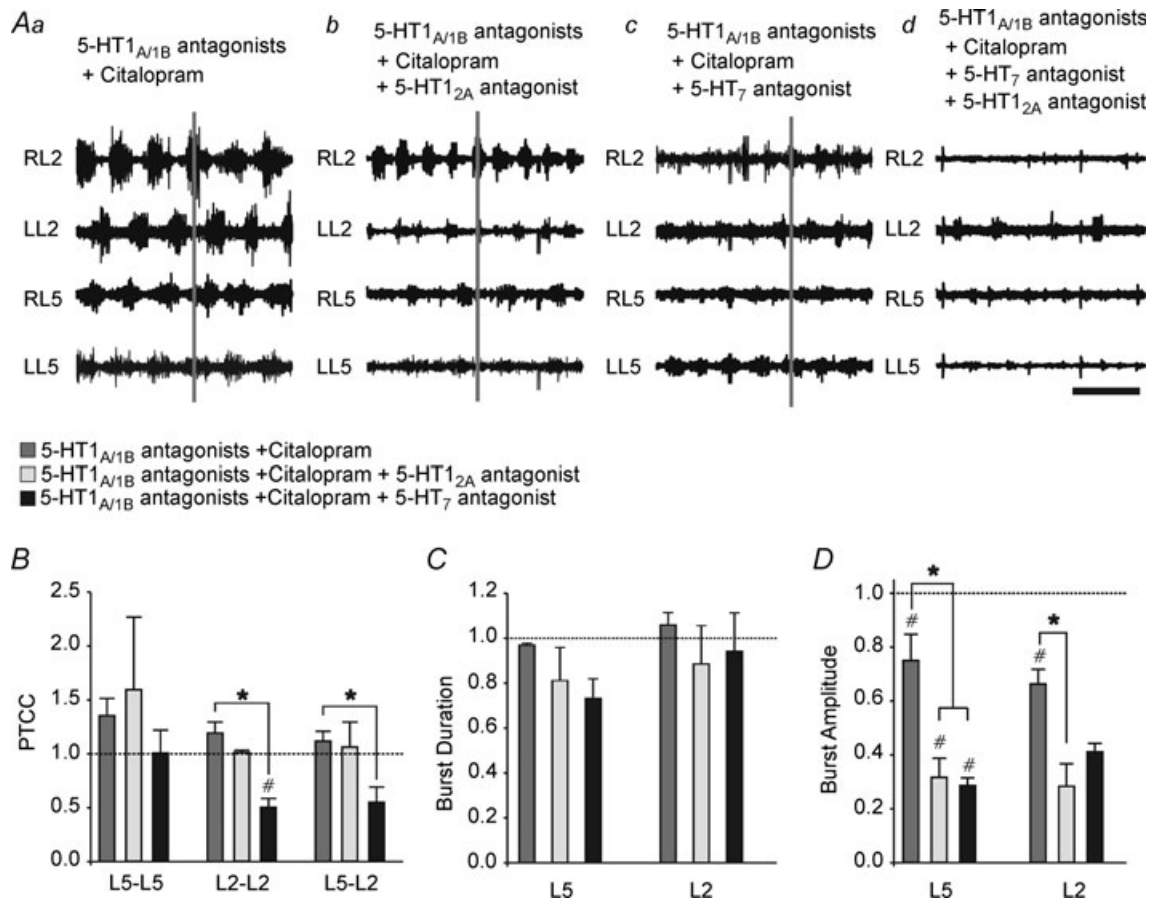 Aa
5-HT1A/1B antagonists
+ Citalopram
b
5-HT1A/1B antagonists
+ Citalopram
+ 5-HT12A antagonist
c
5-HT1A/1B antagonists
+ Citalopram
+ 5-HT7 antagonist
d
5-HT1A/1B antagonists
+ Citalopram
+ 5-HT7 antagonist
+ 5-HT12A antagonist
RL2
LL2
RL5
LL5
RL2
LL2
RL5
LL5
RL2
LL2
RL5
LL5
RL2
LL2
RL5
LL5
5-HT1A/1B antagonists +Citalopram
5-HT1A/1B antagonists +Citalopram + 5-HT12A antagonist
5-HT1A/1B antagonists +Citalopram + 5-HT7 antagonist
B
PTCC
2.5
2.0
1.5
1.0
0.5
0.0
*
*
#
L5-L5 L2-L2 L5-L2
C
Burst Duration
1.2
1.0
0.8
0.6
0.4
0.2
0.0
L5 L2
D
Burst Amplitude
1.0
0.8
0.6
0.4
0.2
0.0
*
*
#
#
#
#
L5 L2